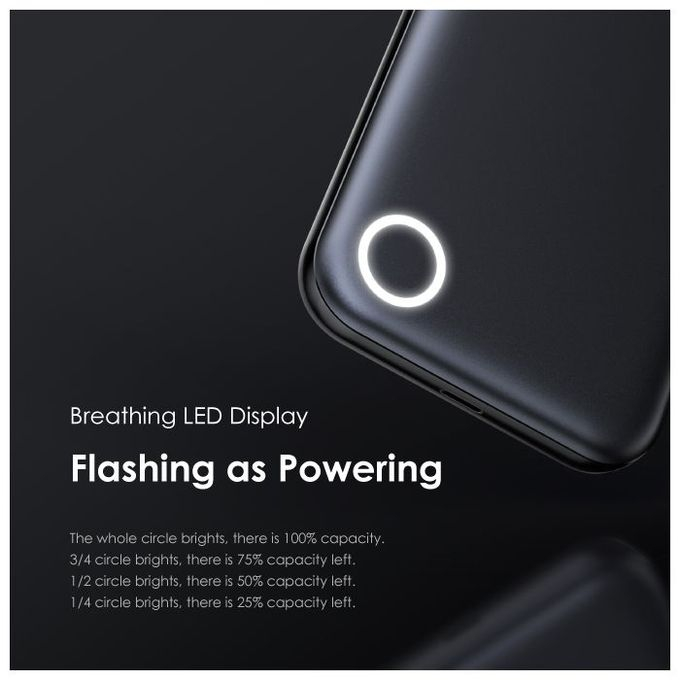 Breathing LED Display
Flashing as Powering
The whole circle brights, there is 100% capacity.
3/4 circle brights, there is 75% capacity left.
1/2 circle brights, there is 50% capacity left.
1/4 circle brights, there is 25% capacity left.